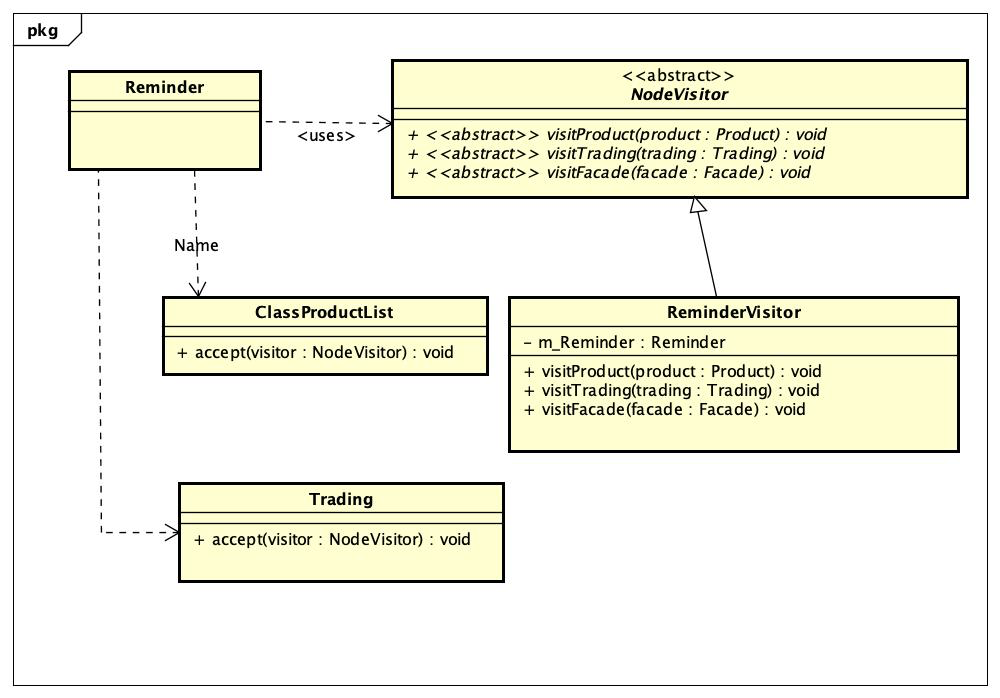 pkg
Reminder
<<abstract>>
NodeVisitor
+ <<abstract>> visitProduct(product : Product) : void
+ <<abstract>> visitTrading(trading : Trading) : void
+ <<abstract>> visitFacade(facade : Facade) : void
<uses>
Name
ClassProductList
+ accept(visitor : NodeVisitor) : void
ReminderVisitor
- m_Reminder : Reminder
+ visitProduct(product : Product) : void
+ visitTrading(trading : Trading) : void
+ visitFacade(facade : Facade) : void
Trading
+ accept(visitor : NodeVisitor) : void